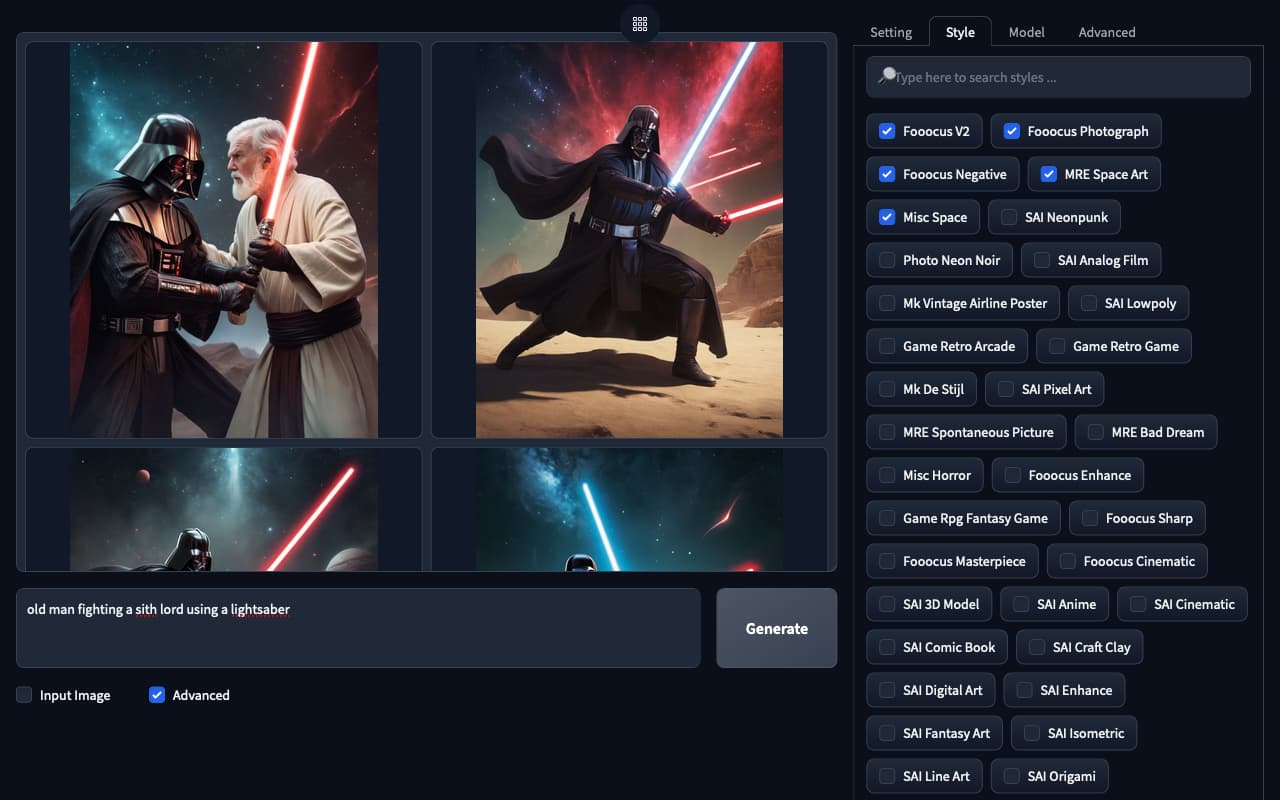 Setting Style Model Advanced
Type here to search styles ...
Fooocus V2 Fooocus Photograph
Fooocus Negative MRE Space Art
Misc Space SAI Neonpunk
Photo Neon Noir SAI Analog Film
Mk Vintage Airline Poster SAI Lowpoly
Game Retro Arcade Game Retro Game
Mk De Stijl SAI Pixel Art
MRE Spontaneous Picture MRE Bad Dream
Misc Horror Fooocus Enhance
Game Rpg Fantasy Game Fooocus Sharp
Fooocus Masterpiece Fooocus Cinematic
SAI 3D Model SAI Anime SAI Cinematic
SAI Comic Book SAI Craft Clay
SAI Digital Art SAI Enhance
SAI Fantasy Art SAI Isometric
SAI Line Art SAI Origami
old man fighting a sith lord using a lightsaber
Generate
Input Image Advanced